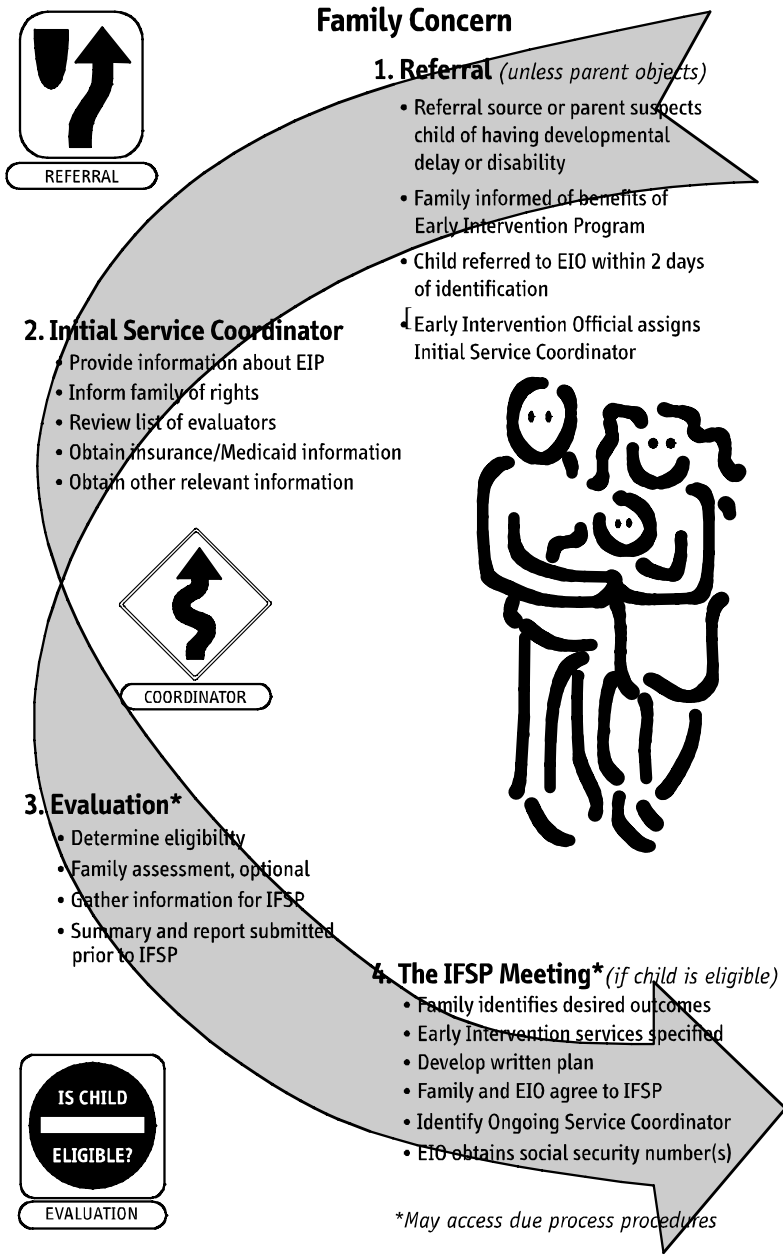 Family Concern
1. Referral (unless parent objects)
• Referral source or parent suspects
child of having developmental
delay or disability
• Family informed of benefits of
Early Intervention Program
• Child referred to EIO within 2 days
of identification
• Early Intervention Official assigns
Initial Service Coordinator
REFERRAL
2. Initial Service Coordinator
• Provide information about EIP
• Inform family of rights
• Review list of evaluators
• Obtain insurance/Medicaid information
• Obtain other relevant information
COORDINATOR
3. Evaluation*
• Determine eligibility
• Family assessment, optional
• Gather information for IFSP
• Summary and report submitted
prior to IFSP
4. The IFSP Meeting* (if child is eligible)
• Family identifies desired outcomes
• Early Intervention services specified
• Develop written plan
• Family and EIO agree to IFSP
• Identify Ongoing Service Coordinator
• EIO obtains social security number(s)
IS CHILD
ELIGIBLE?
EVALUATION
*May access due process procedures